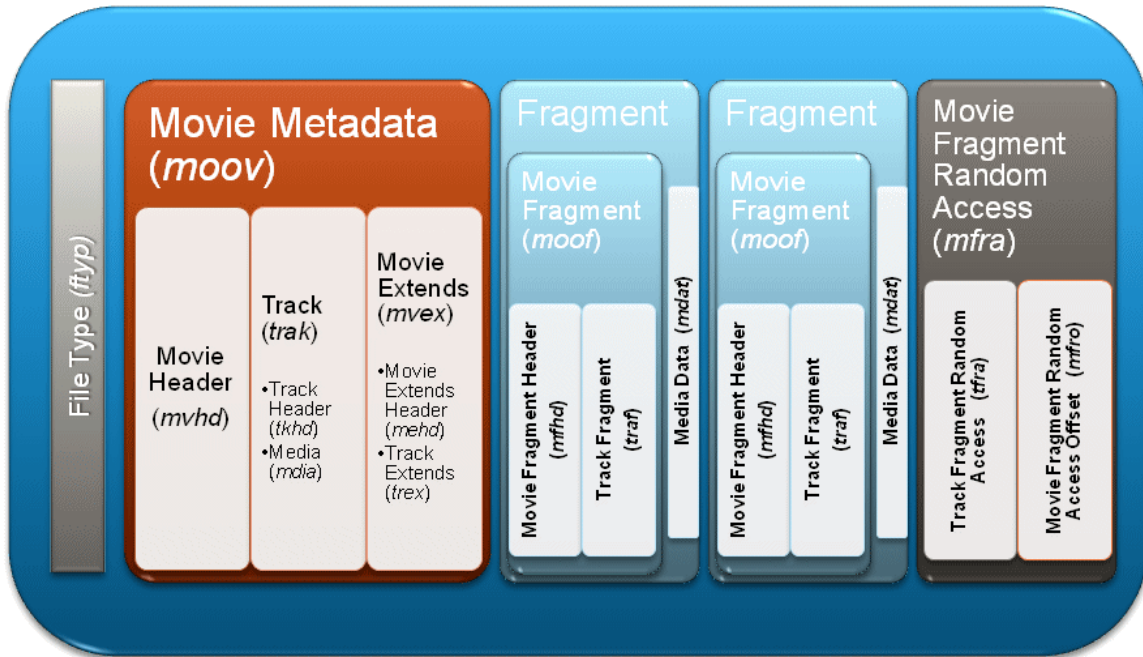 File Type (ftyp)
Movie Metadata
(moov)
Movie
Header
(mvhd)
Track
(trak)
•Track
Header
(tkhd)
•Media
(mdia)
Movie
Extends
(mvex)
•Movie
Extends
Header
(mehd)
•Track
Extends
(trex)
Fragment
Movie
Fragment
(moof)
Movie Fragment Header
(mfhd)
Track Fragment
(traf)
Media Data (mdat)
Fragment
Movie
Fragment
(moof)
Movie Fragment Header
(mfhd)
Track Fragment
(traf)
Media Data (mdat)
Movie
Fragment
Random
Access
(mfra)
Track Fragment Random
Access (tfra)
Movie Fragment Random
Access Offset (mfro)